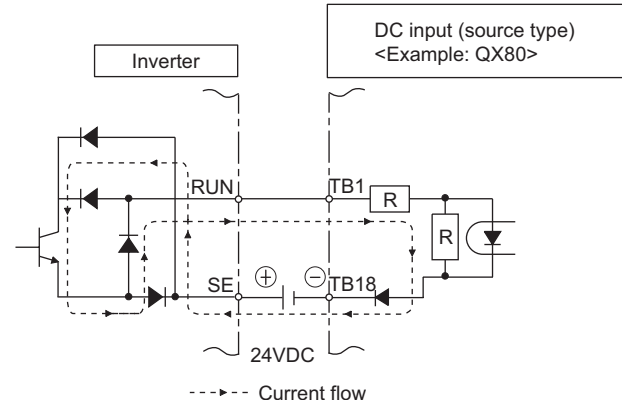 Inverter
DC input (source type)
<Example: QX80>
RUN
TB1
R
R
SE
+
−
TB18
24VDC
Current flow